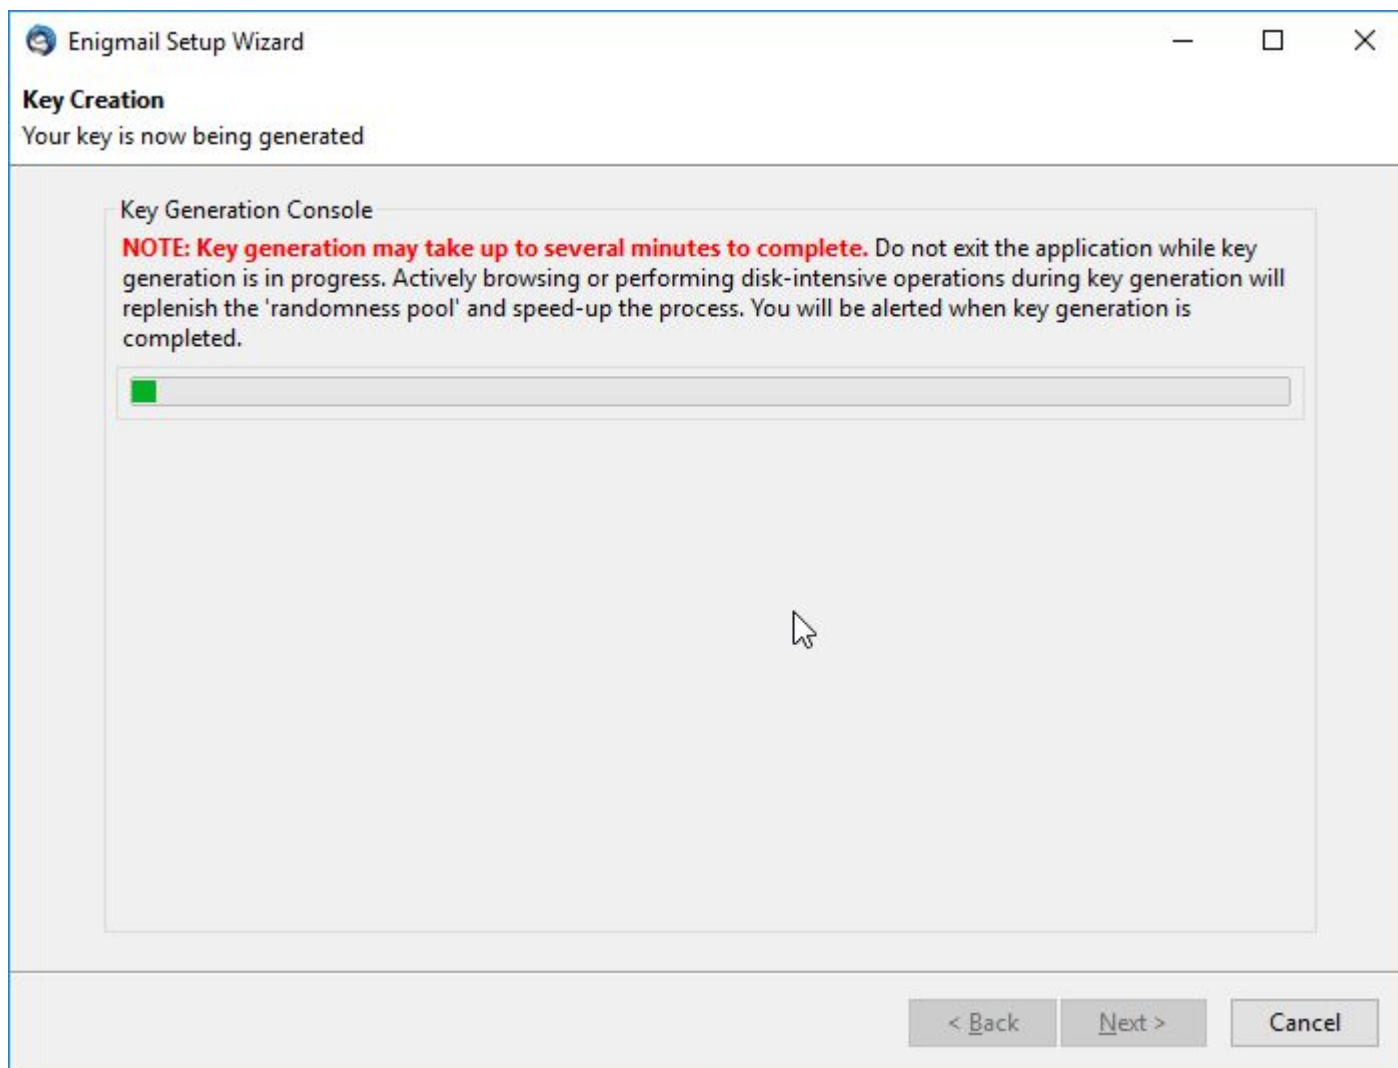 Enigmail Setup Wizard
Key Creation
Your key is now being generated
Key Generation Console
NOTE: Key generation may take up to several minutes to complete. Do not exit the application while key
generation is in progress. Actively browsing or performing disk-intensive operations during key generation will
replenish the 'randomness pool' and speed-up the process. You will be alerted when key generation is
completed.
< Back
Next >
Cancel